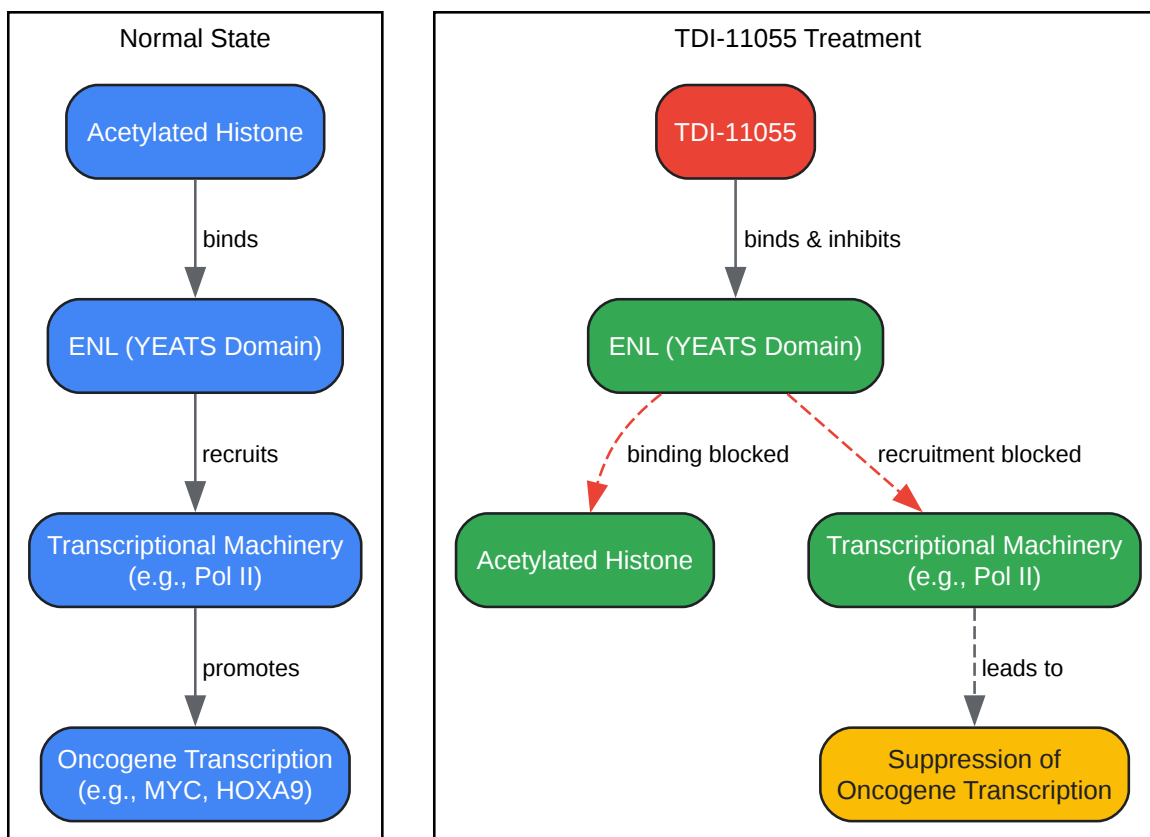 Normal State
Acetylated Histone
binds
ENL (YEATS Domain)
recruits
Transcriptional Machinery
(e.g., Pol II)
promotes
Oncogene Transcription
(e.g., MYC, HOXA9)
TDI-11055 Treatment
TDI-11055
binds & inhibits
ENL (YEATS Domain)
binding blocked
recruitment blocked
Acetylated Histone
Transcriptional Machinery
(e.g., Pol II)
leads to
Suppression of
Oncogene Transcription